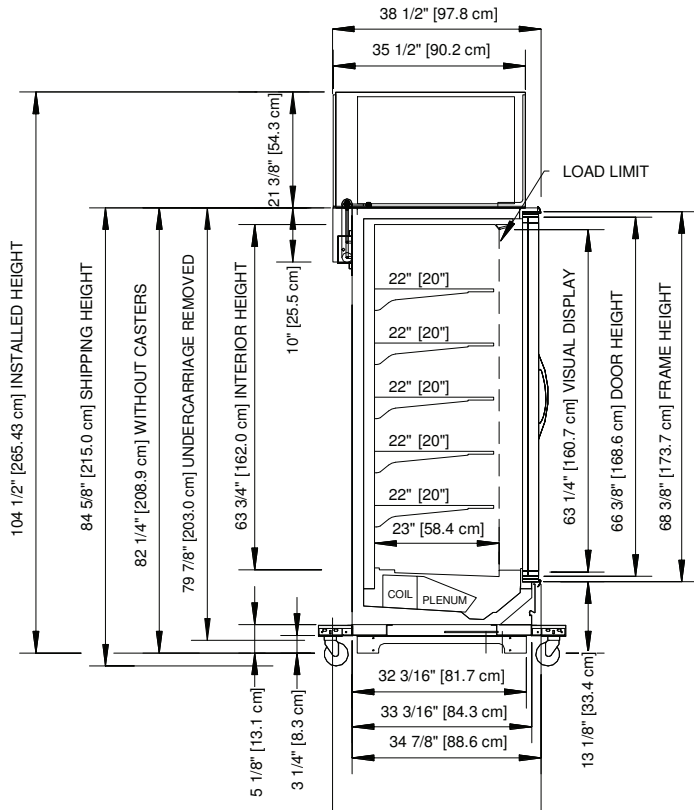 38 1/2" [97.8 cm]
35 1/2" [90.2 cm]
21 3/8" [54.3 cm]
LOAD LIMIT
104 1/2" [265.43 cm] INSTALLED HEIGHT
84 5/8" [215.0 cm] SHIPPING HEIGHT
82 1/4" [208.9 cm] WITHOUT CASTERS
79 7/8" [203.0 cm] UNDERCARRIAGE REMOVED
63 3/4" [162.0 cm] INTERIOR HEIGHT
10" [25.5 cm]
22" [20"]
22" [20"]
22" [20"]
22" [20"]
22" [20"]
23" [58.4 cm]
63 1/4" [160.7 cm] VISUAL DISPLAY
66 3/8" [168.6 cm] DOOR HEIGHT
68 3/8" [173.7 cm] FRAME HEIGHT
COIL
PLENUM
5 1/8" [13.1 cm]
3 1/4" [8.3 cm]
32 3/16" [81.7 cm]
33 3/16" [84.3 cm]
34 7/8" [88.6 cm]
13 1/8" [33.4 cm]